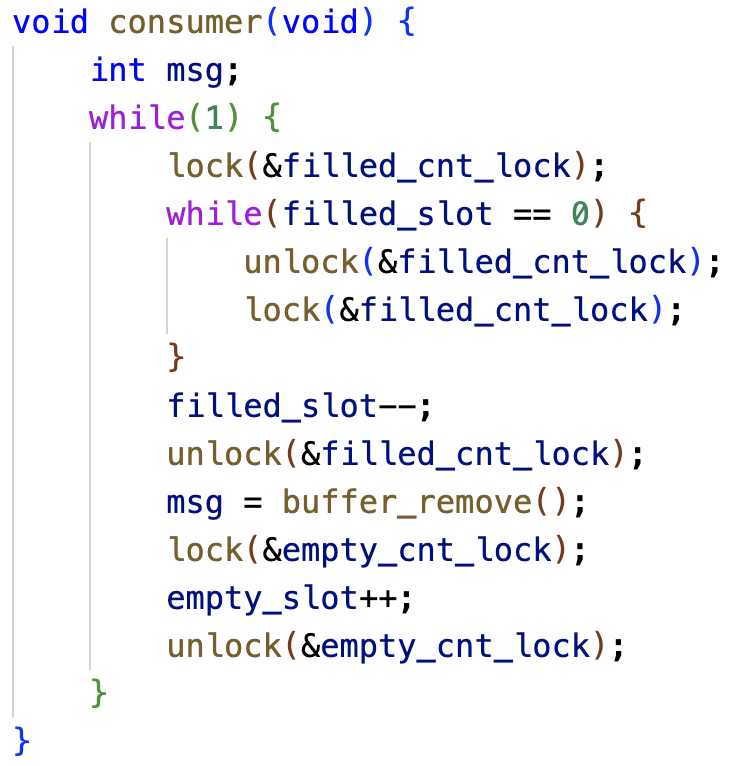 void consumer(void) {
    int msg;
    while(1) {
        lock(&filled_cnt_lock);
        while(filled_slot == 0) {
            unlock(&filled_cnt_lock);
            lock(&filled_cnt_lock);
        }
        filled_slot--;
        unlock(&filled_cnt_lock);
        msg = buffer_remove();
        lock(&empty_cnt_lock);
        empty_slot++;
        unlock(&empty_cnt_lock);
    }
}